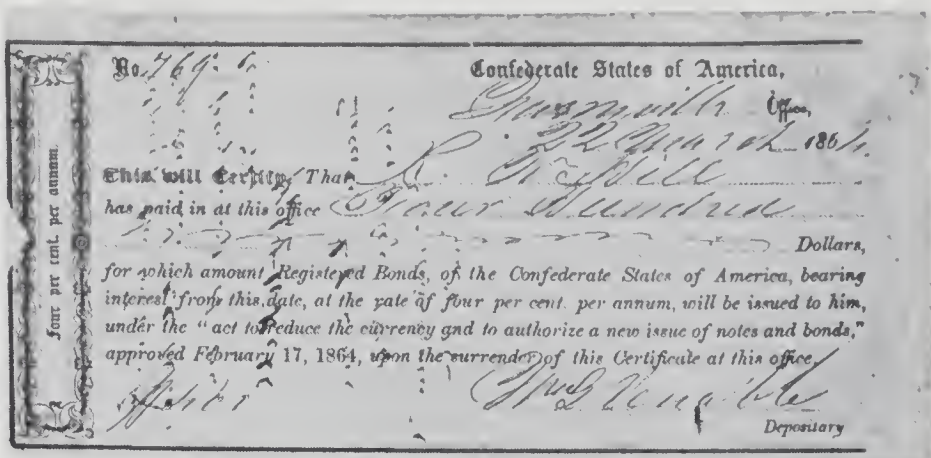 Four per cent. per annum.
No. 769
Confederate States of America,
Office,
22 March 1864.
This will Certify, That R.
has paid in at this office Four Hundred
Dollars,
for which amount Registered Bonds, of the Confederate States of America, bearing
interest from this date, at the rate of four per cent. per annum, will be issued to him,
under the "act to reduce the currency and to authorize a new issue of notes and bonds,"
approved February 17, 1864, upon the surrender of this Certificate at this office,
Venable
Depositary